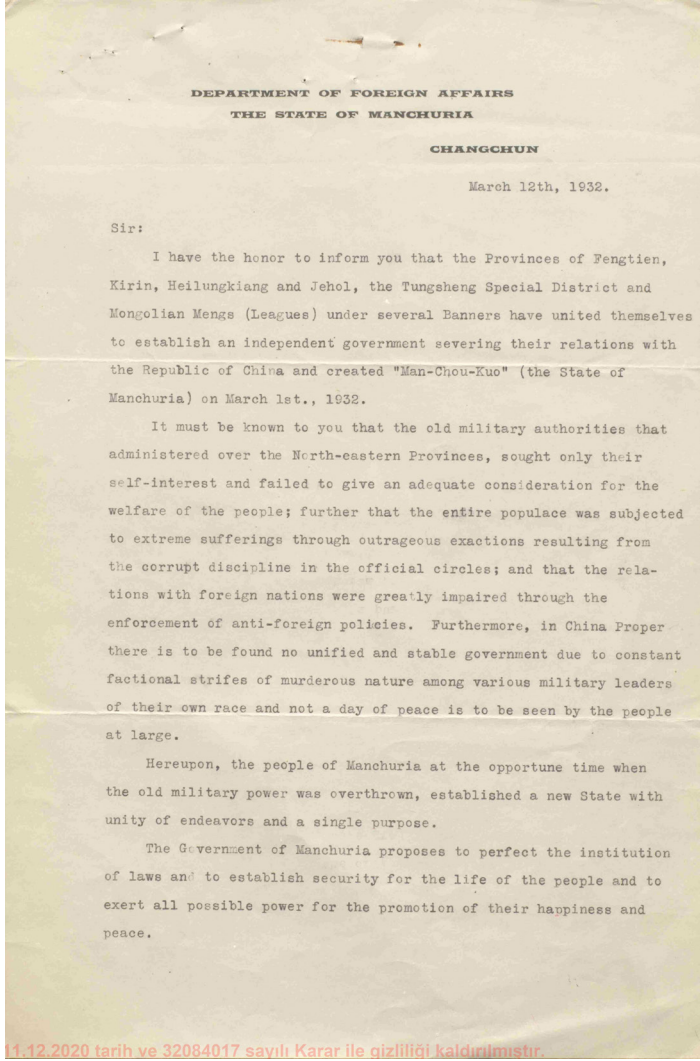 DEPARTMENT OF FOREIGN AFFAIRS
THE STATE OF MANCHURIA
CHANGCHUN
March 12th, 1932.
Sir:
I have the honor to inform you that the Provinces of Fengtien,
Kirin, Heilungkiang and Jehol, the Tungsheng Special District and
Mongolian Mengs (Leagues) under several Banners have united themselves
to establish an independent government severing their relations with
the Republic of China and created "Man-Chou-Kuo" (the State of
Manchuria) on March 1st., 1932.
It must be known to you that the old military authorities that
administered over the North-eastern Provinces, sought only their
self-interest and failed to give an adequate consideration for the
welfare of the people; further that the entire populace was subjected
to extreme sufferings through outrageous exactions resulting from
the corrupt discipline in the official circles; and that the rela-
tions with foreign nations were greatly impaired through the
enforcement of anti-foreign policies. Furthermore, in China Proper
there is to be found no unified and stable government due to constant
factional strifes of murderous nature among various military leaders
of their own race and not a day of peace is to be seen by the people
at large.
Hereupon, the people of Manchuria at the opportune time when
the old military power was overthrown, established a new State with
unity of endeavors and a single purpose.
The Government of Manchuria proposes to perfect the institution
of laws and to establish security for the life of the people and to
exert all possible power for the promotion of their happiness and
peace.
11.12.2020 tarih ve 32084017 sayılı Karar ile gizliliği kaldırılmıştır.